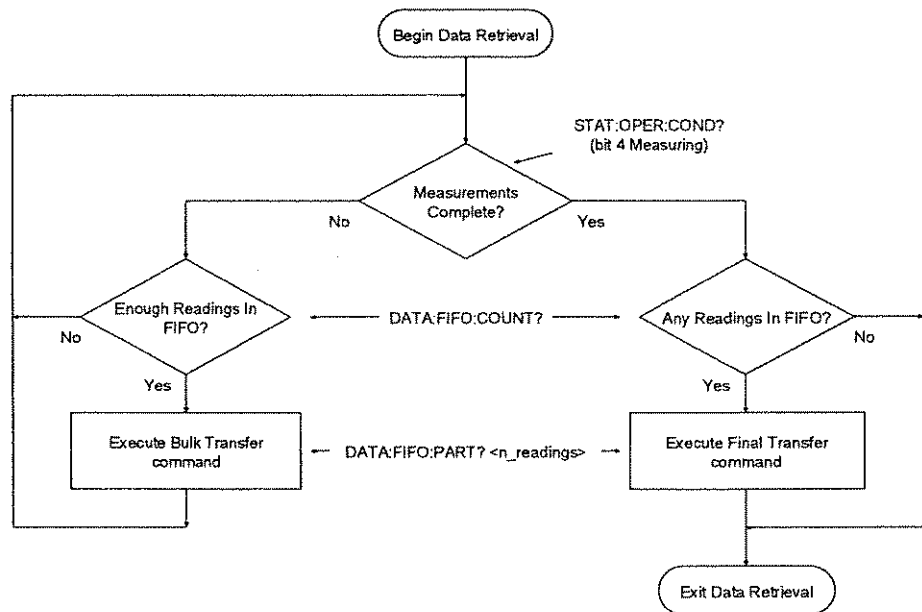 Begin Data Retrieval
STAT:OPER:COND?
(bit 4 Measuring)
Measurements
Complete?
No
Yes
Enough Readings In
FIFO?
DATA:FIFO:COUNT?
Any Readings In FIFO?
No
No
Yes
Yes
Execute Bulk Transfer
command
DATA:FIFO:PART? <n_readings>
Execute Final Transfer
command
Exit Data Retrieval